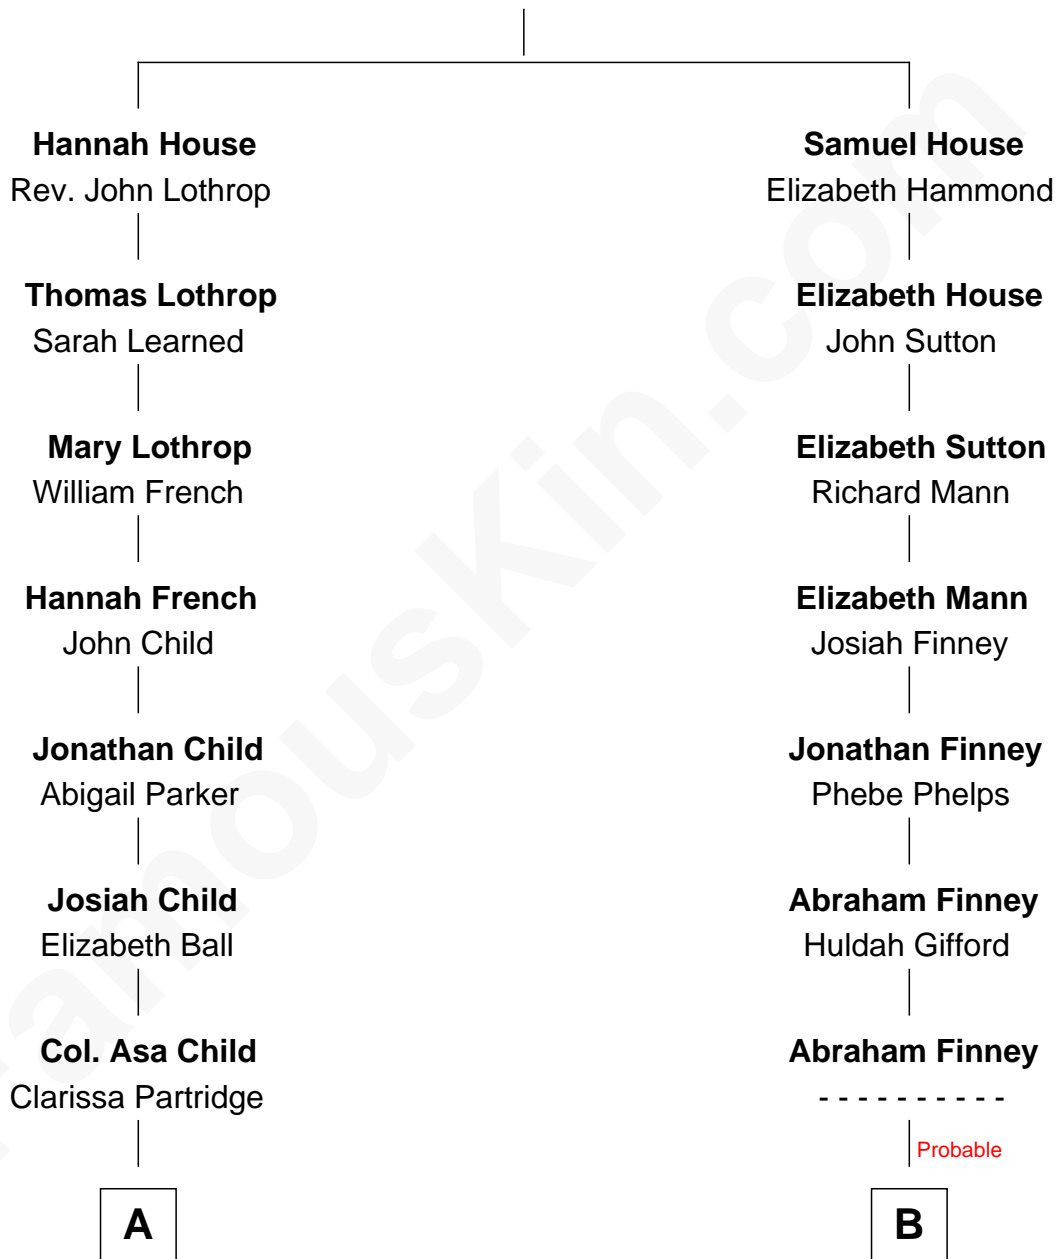 Hannah House
Rev. John Lothrop
Samuel House
Elizabeth Hammond
Thomas Lothrop
Sarah Learned
Elizabeth House
John Sutton
Mary Lothrop
William French
Elizabeth Sutton
Richard Mann
Hannah French
John Child
Elizabeth Mann
Josiah Finney
Jonathan Child
Abigail Parker
Jonathan Finney
Phebe Phelps
Josiah Child
Elizabeth Ball
Abraham Finney
Huldah Gifford
Col. Asa Child
Clarissa Partridge
Abraham Finney
- - - - - - - - - -
Probable
A
B
FamousKin.com